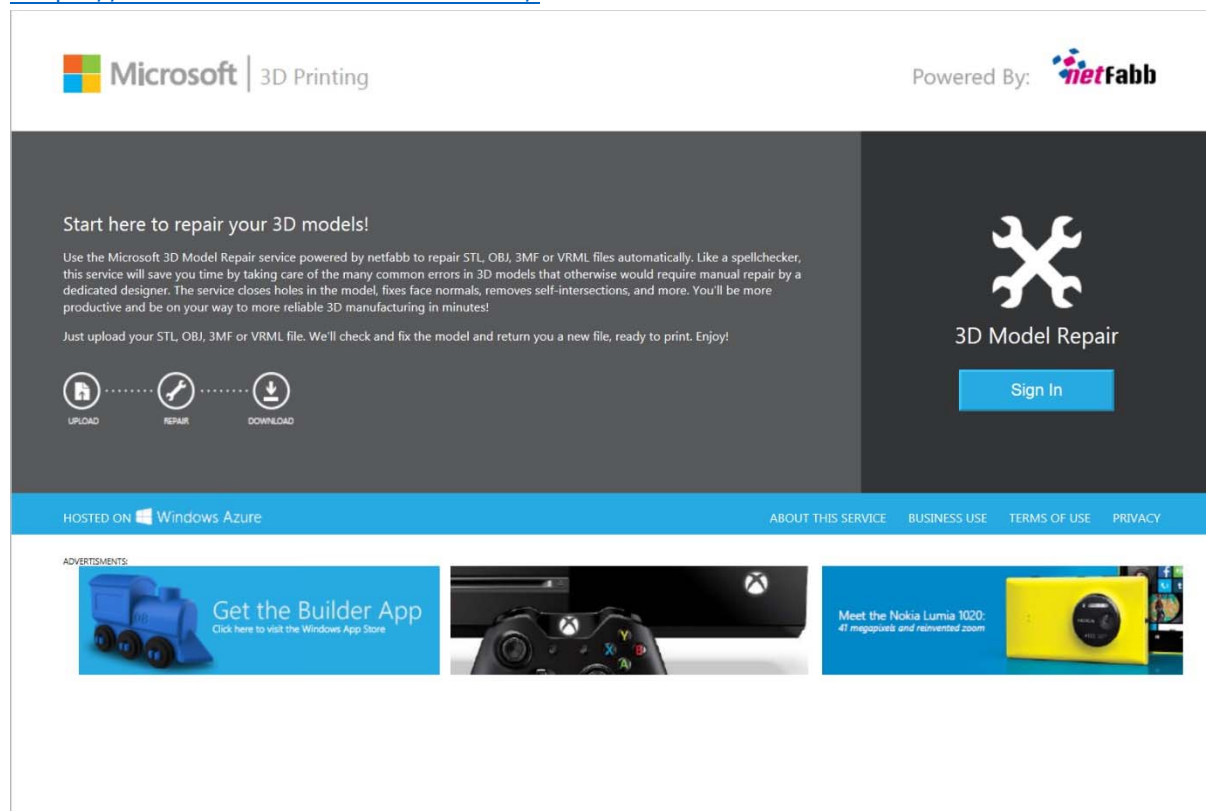 Microsoft | 3D Printing
Powered By: netfabb
Start here to repair your 3D models!
Use the Microsoft 3D Model Repair service powered by netfabb to repair STL, OBJ, 3MF or VRML files automatically. Like a spellchecker,
this service will save you time by taking care of the many common errors in 3D models that otherwise would require manual repair by a
dedicated designer. The service closes holes in the model, fixes face normals, removes self-intersections, and more. You'll be more
productive and be on your way to more reliable 3D manufacturing in minutes!
Just upload your STL, OBJ, 3MF or VRML file. We'll check and fix the model and return you a new file, ready to print. Enjoy!
UPLOAD REPAIR DOWNLOAD
3D Model Repair
Sign In
HOSTED ON Windows Azure
ABOUT THIS SERVICE BUSINESS USE TERMS OF USE PRIVACY
ADVERTISMENTS:
Get the Builder App
Click here to visit the Windows App Store
Y
X B
A
Meet the Nokia Lumia 1020:
41 megapixels and reinvented zoom